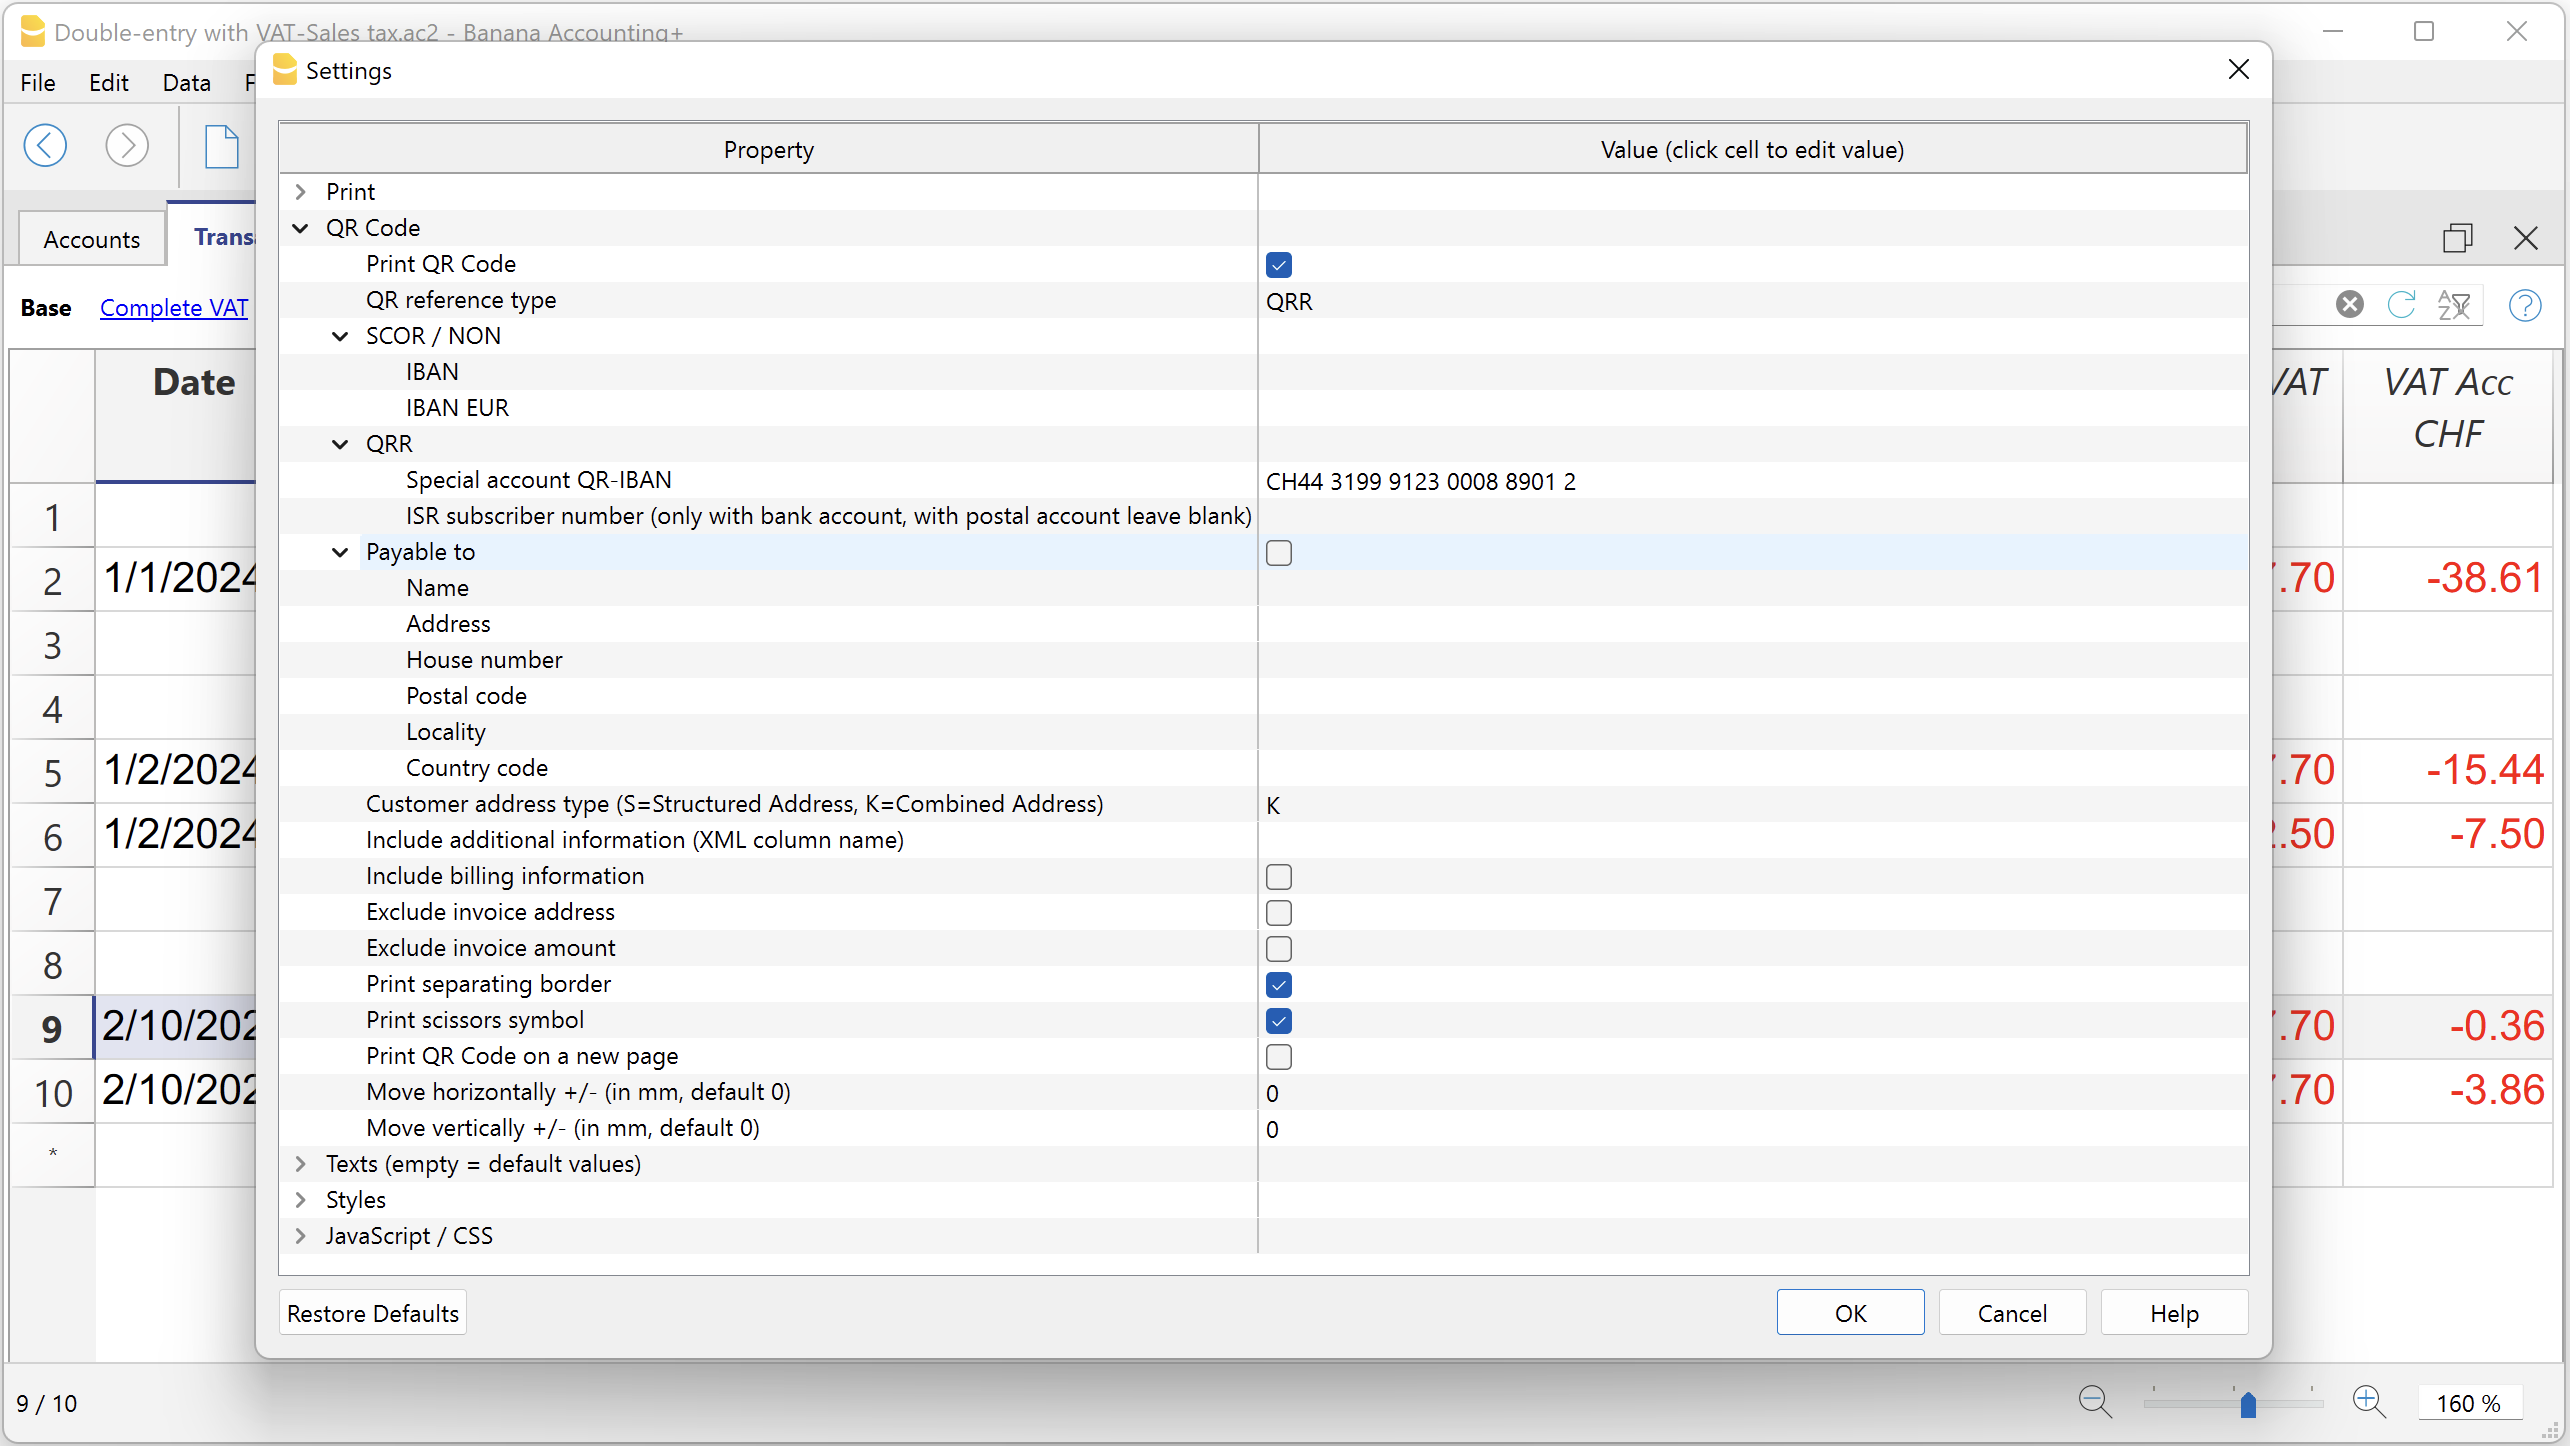 Double-entry with VAT-Sales tax.ac2 - Banana Accounting+
File Edit Data
Settings
Property Value (click cell to edit value)
Print
QR Code
Print QR Code
QR reference type QRR
SCOR / NON
IBAN
IBAN EUR
QRR
Special account QR-IBAN CH44 3199 9123 0008 8901 2
ISR subscriber number (only with bank account, with postal account leave blank)
Payable to
Name
Address
House number
Postal code
Locality
Country code
Customer address type (S=Structured Address, K=Combined Address) K
Include additional information (XML column name)
Include billing information
Exclude invoice address
Exclude invoice amount
Print separating border
Print scissors symbol
Print QR Code on a new page
Move horizontally +/- (in mm, default 0) 0
Move vertically +/- (in mm, default 0) 0
Texts (empty = default values)
Styles
JavaScript / CSS
Restore Defaults OK Cancel Help
Accounts
Base Complete VAT
Date VAT VAT Acc
CHF
1
2 1/1/2024 .70 -38.61
3
4
5 1/2/2024 .70 -15.44
6 1/2/2024 .50 -7.50
7
8
9 2/10/202 .70 -0.36
10 2/10/202 .70 -3.86
*
9 / 10 160 %